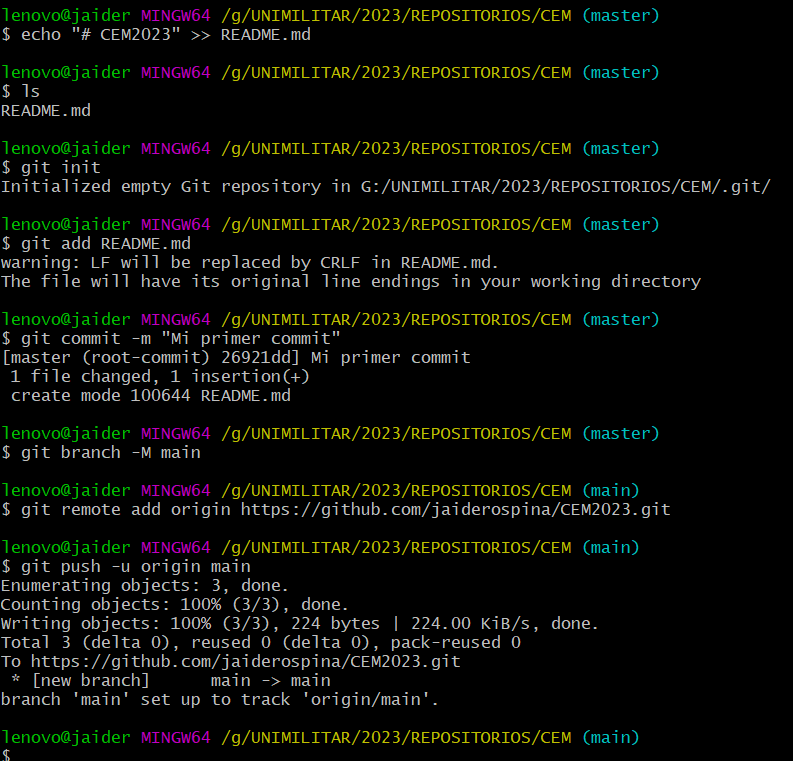 lenovo@jaider MINGW64 /g/UNIMILITAR/2023/REPOSITORIOS/CEM (master)
$ echo "# CEM2023" >> README.md
lenovo@jaider MINGW64 /g/UNIMILITAR/2023/REPOSITORIOS/CEM (master)
$ ls
README.md
lenovo@jaider MINGW64 /g/UNIMILITAR/2023/REPOSITORIOS/CEM (master)
$ git init
Initialized empty Git repository in G:/UNIMILITAR/2023/REPOSITORIOS/CEM/.git/
lenovo@jaider MINGW64 /g/UNIMILITAR/2023/REPOSITORIOS/CEM (master)
$ git add README.md
warning: LF will be replaced by CRLF in README.md.
The file will have its original line endings in your working directory
lenovo@jaider MINGW64 /g/UNIMILITAR/2023/REPOSITORIOS/CEM (master)
$ git commit -m "Mi primer commit"
[master (root-commit) 26921dd] Mi primer commit
 1 file changed, 1 insertion(+)
 create mode 100644 README.md
lenovo@jaider MINGW64 /g/UNIMILITAR/2023/REPOSITORIOS/CEM (master)
$ git branch -M main
lenovo@jaider MINGW64 /g/UNIMILITAR/2023/REPOSITORIOS/CEM (main)
$ git remote add origin https://github.com/jaiderospina/CEM2023.git
lenovo@jaider MINGW64 /g/UNIMILITAR/2023/REPOSITORIOS/CEM (main)
$ git push -u origin main
Enumerating objects: 3, done.
Counting objects: 100% (3/3), done.
Writing objects: 100% (3/3), 224 bytes | 224.00 KiB/s, done.
Total 3 (delta 0), reused 0 (delta 0), pack-reused 0
To https://github.com/jaiderospina/CEM2023.git
 * [new branch]      main -> main
branch 'main' set up to track 'origin/main'.
lenovo@jaider MINGW64 /g/UNIMILITAR/2023/REPOSITORIOS/CEM (main)
$